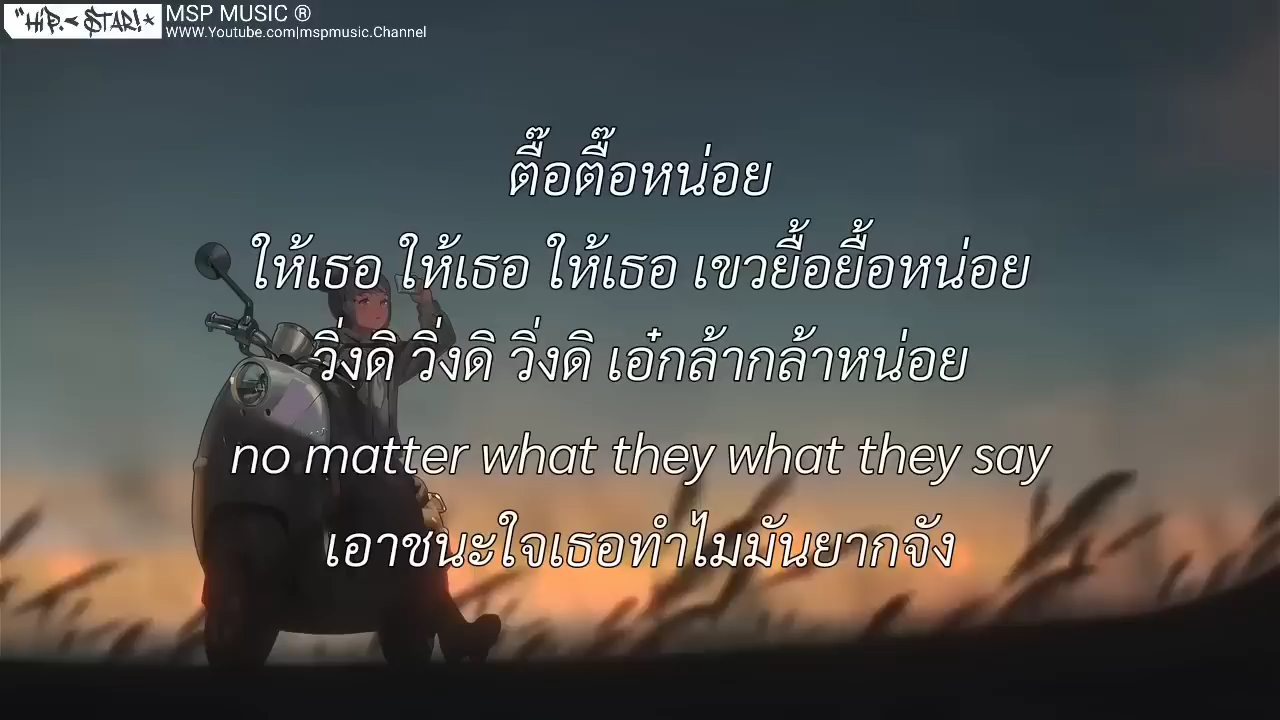 "HIP.< STAR!*
MSP MUSIC ®
WWW.Youtube.com|mspmusic.Channel
ตื๊อตื๊อหน่อย
ให้เธอ ให้เธอ ให้เธอ เขวยื้อยื้อหน่อย
วิ่งดิ วิ่งดิ วิ่งดิ เอ๋กล้ากล้าหน่อย
no matter what they what they say
เอาชนะใจเธอทำไมมันยากจัง